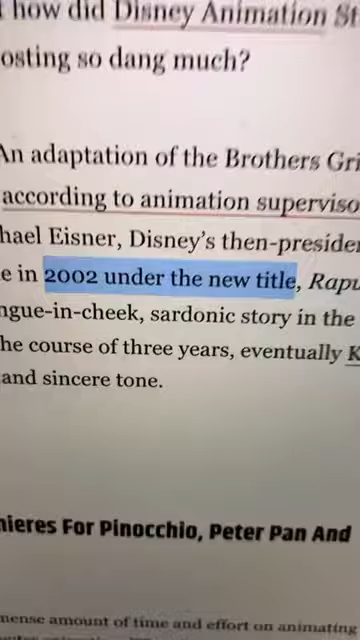 how did Disney Animation St
osting so dang much?
An adaptation of the Brothers Gri
according to animation superviso
hael Eisner, Disney's then-presiden
e in 2002 under the new title, Rapu
ngue-in-cheek, sardonic story in the
he course of three years, eventually K
and sincere tone.
nieres For Pinocchio, Peter Pan And
mense amount of time and effort on animating